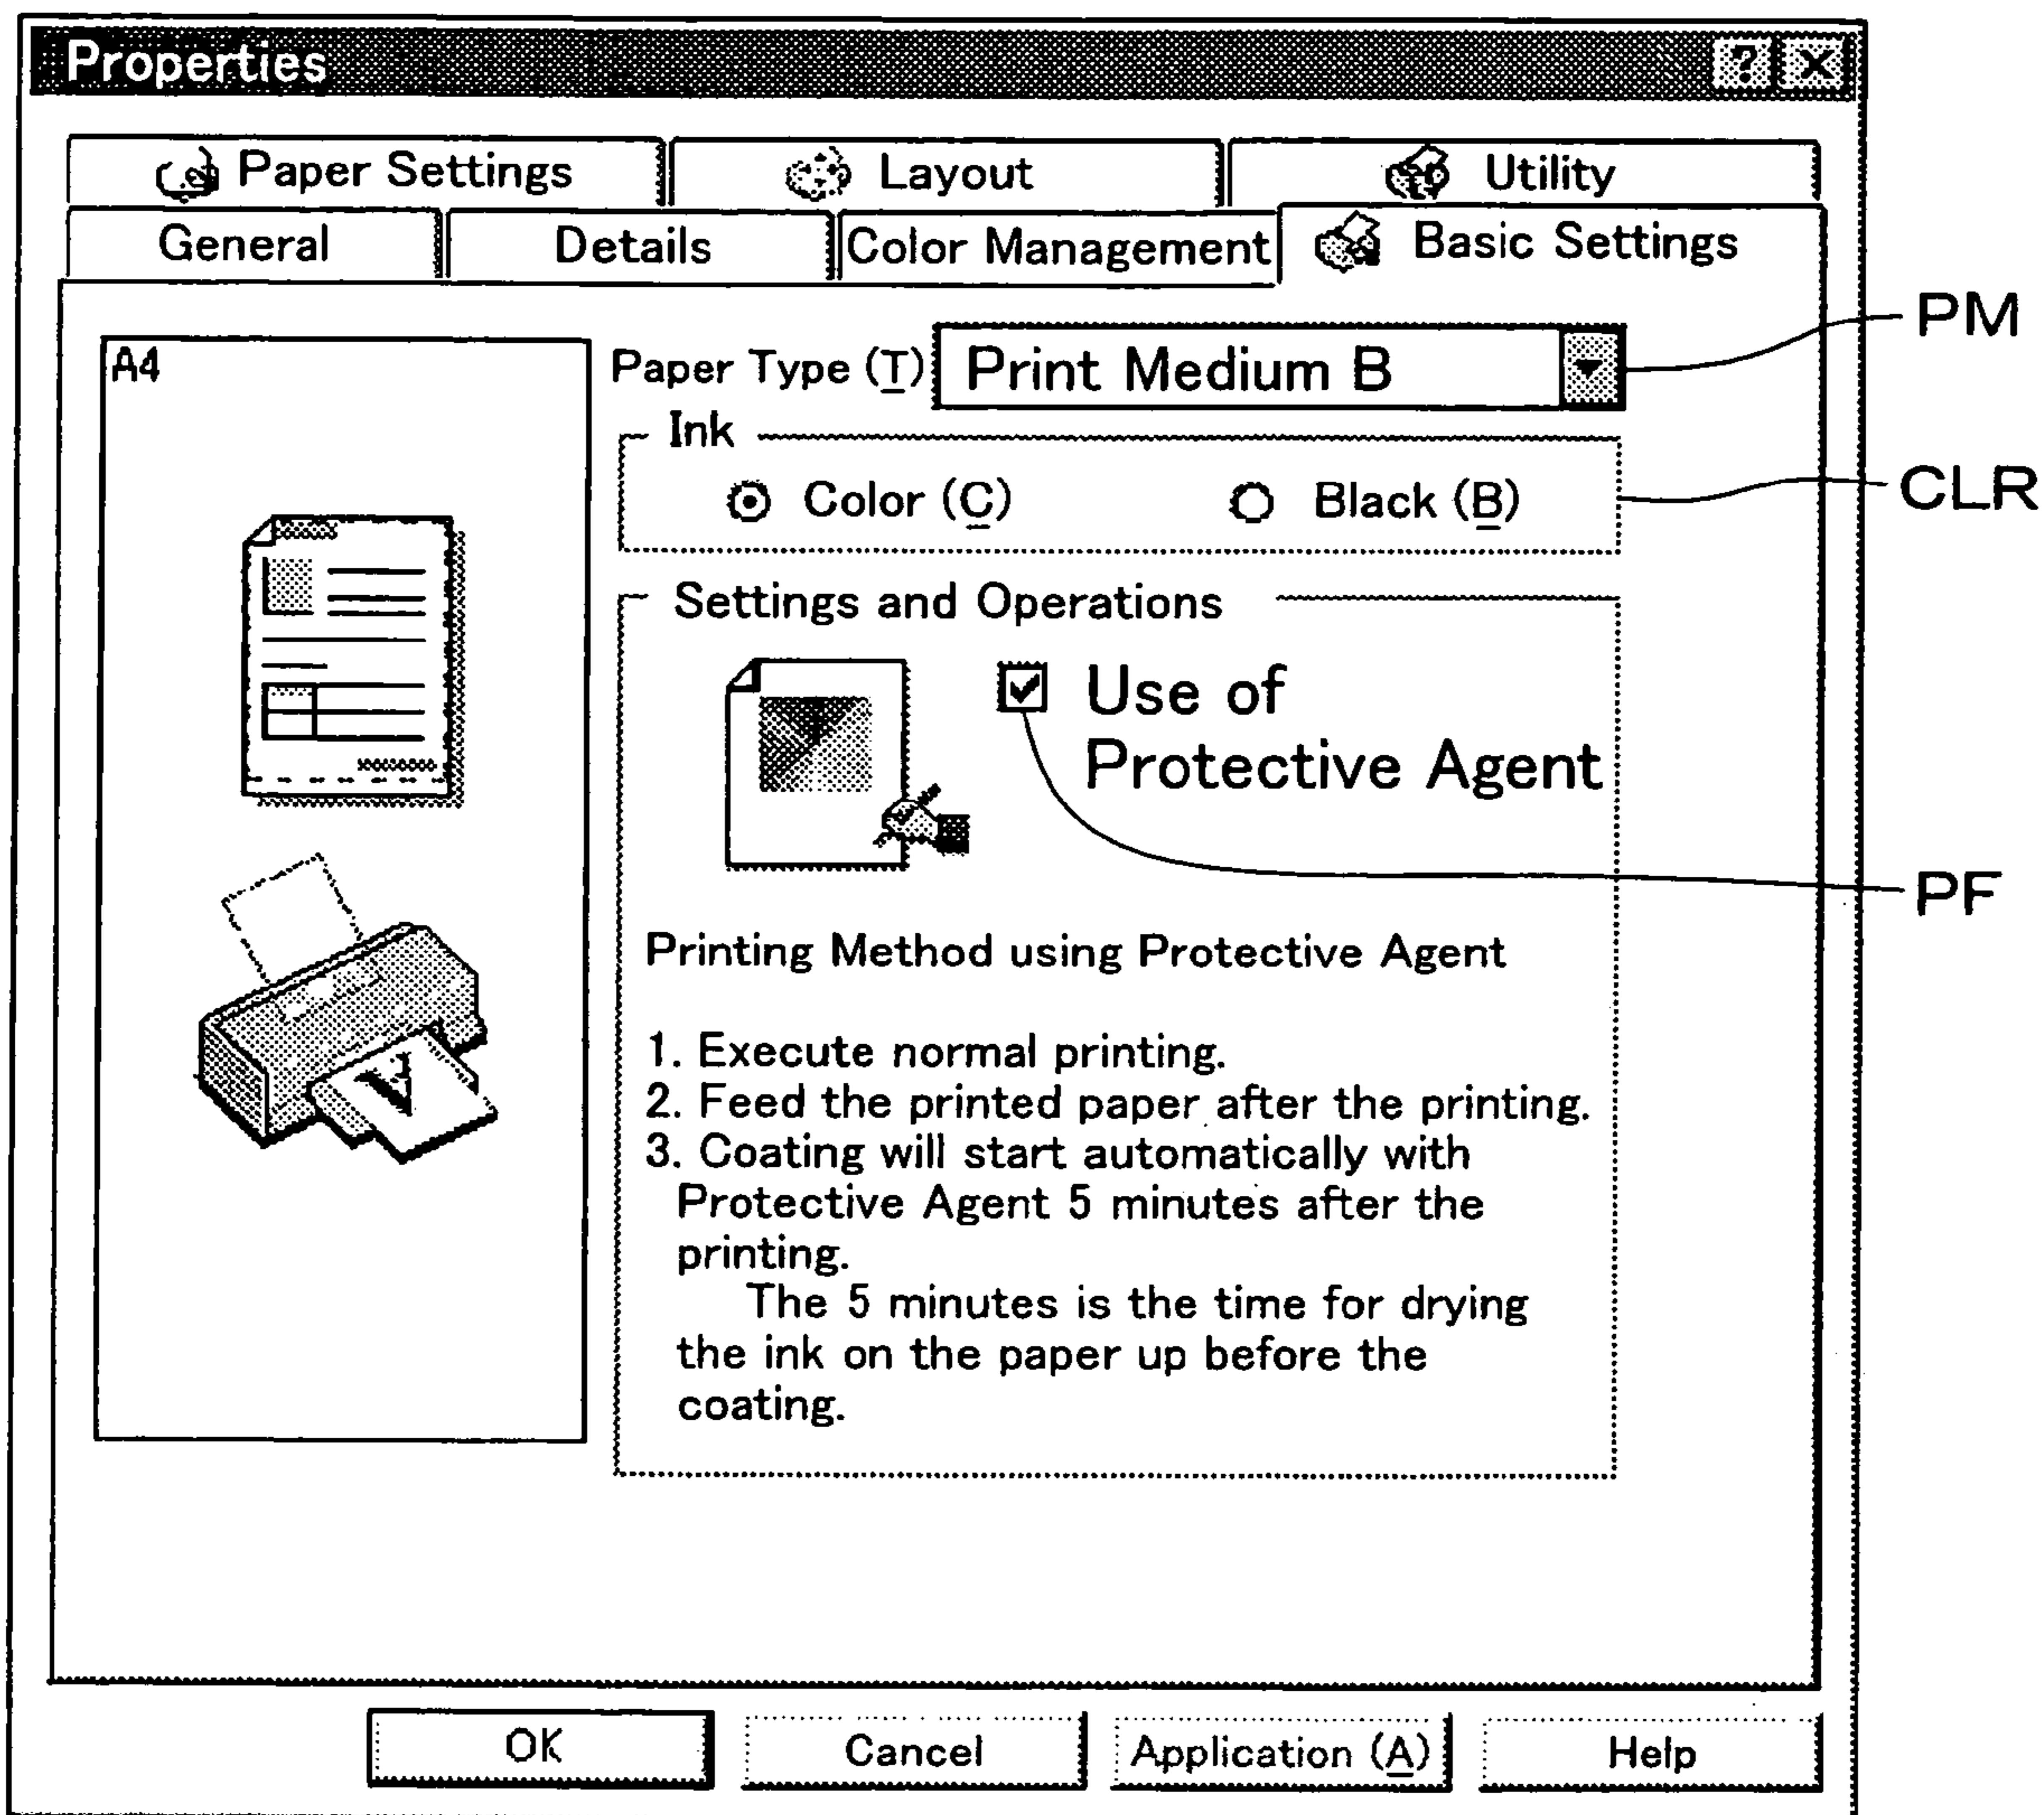 Properties ? ×
Paper Settings Layout Utility
General Details Color Management Basic Settings
PM
A4
Paper Type (T) Print Medium B
Ink
Color (C) Black (B)
CLR
Settings and Operations
Use of
Protective Agent
PF
Printing Method using Protective Agent
1. Execute normal printing.
2. Feed the printed paper after the printing.
3. Coating will start automatically with
Protective Agent 5 minutes after the
printing.
The 5 minutes is the time for drying
the ink on the paper up before the
coating.
OK Cancel Application (A) Help